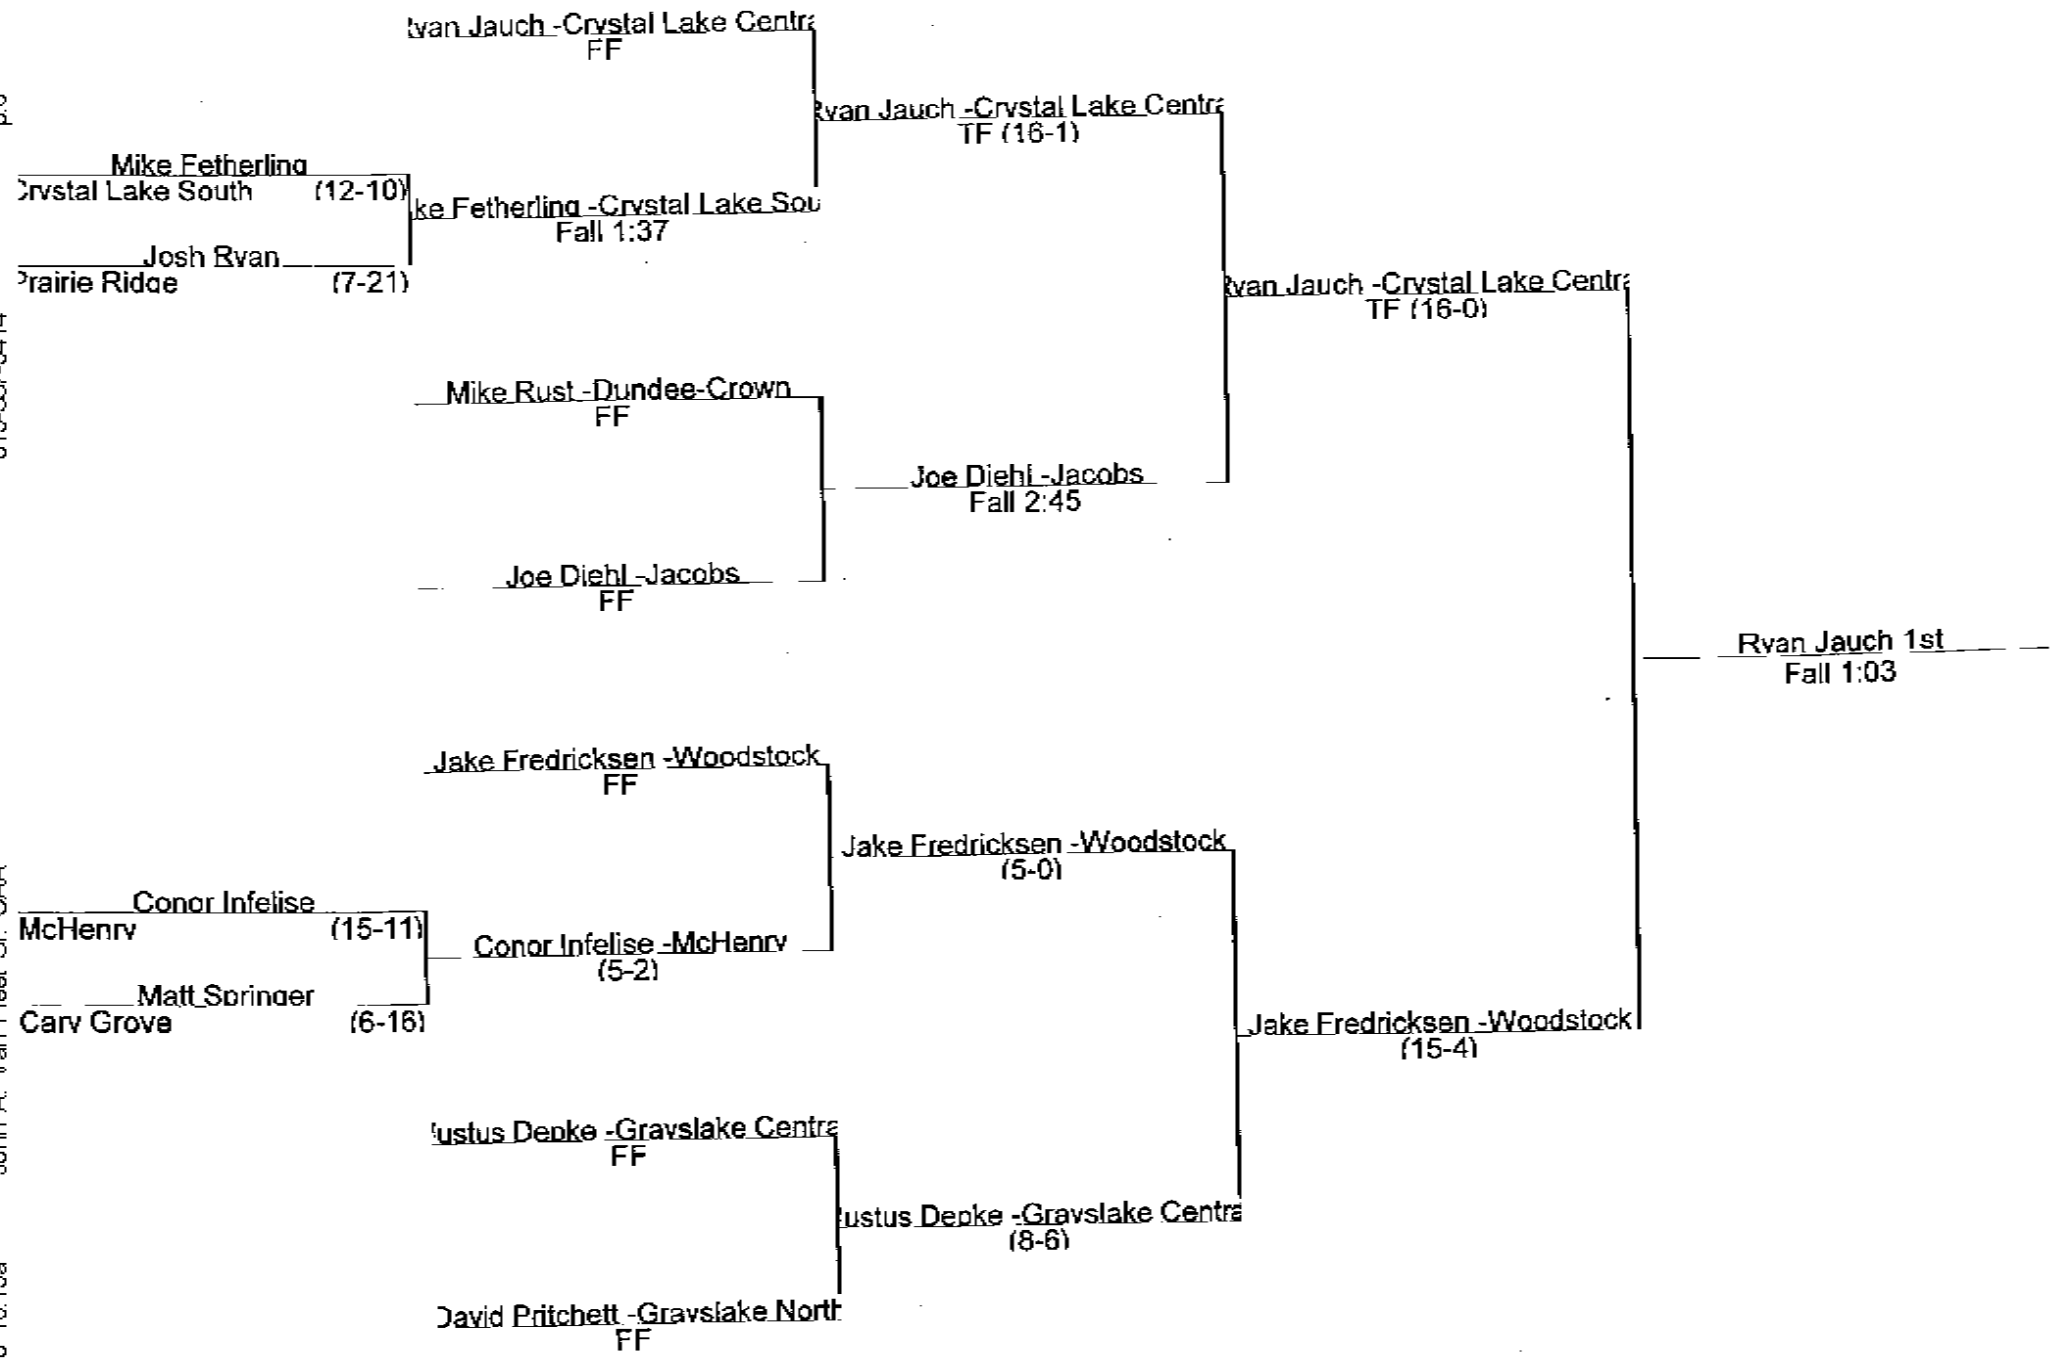 Ryan Jauch -Crystal Lake Centra
FF
Ryan Jauch -Crystal Lake Centra
TF (16-1)
Mike Fetherling
Crystal Lake South (12-10)
ke Fetherling -Crystal Lake Sou
Fall 1:37
Josh Ryan
Prairie Ridge (7-21)
Ryan Jauch -Crystal Lake Centra
TF (16-0)
Mike Rust -Dundee-Crown
FF
Joe Diehl -Jacobs
Fall 2:45
Joe Diehl -Jacobs
FF
Ryan Jauch 1st
Fall 1:03
Jake Fredricksen -Woodstock
FF
Jake Fredricksen -Woodstock
(5-0)
Conor Infelise
McHenry (15-11)
Conor Infelise -McHenry
(5-2)
Matt Springer
Cary Grove (6-16)
Jake Fredricksen -Woodstock
(15-4)
ustus Depke -Grayslake Centra
FF
ustus Depke -Grayslake Centra
(8-6)
David Pritchett -Grayslake North
FF